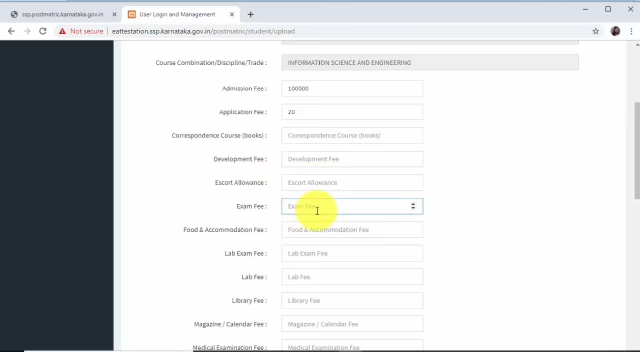 ssp.postmatric.karnataka.gov.in
User Login and Management
Not secure | eattestation.ssp.karnataka.gov.in/postmatric/student/upload
Course Combination/Discipline/Trade : INFORMATION SCIENCE AND ENGINEERING
Admission Fee : 100000
Application Fee : 20
Correspondence Course (books) : Correspondence Course (books)
Development Fee : Development Fee
Escort Allowance : Escort Allowance
Exam Fee : Exam Fee
Food & Accommodation Fee : Food & Accommodation Fee
Lab Exam Fee : Lab Exam Fee
Lab Fee : Lab Fee
Library Fee : Library Fee
Magazine / Calendar Fee : Magazine / Calendar Fee
Medical Examination Fee : Medical Examination Fee